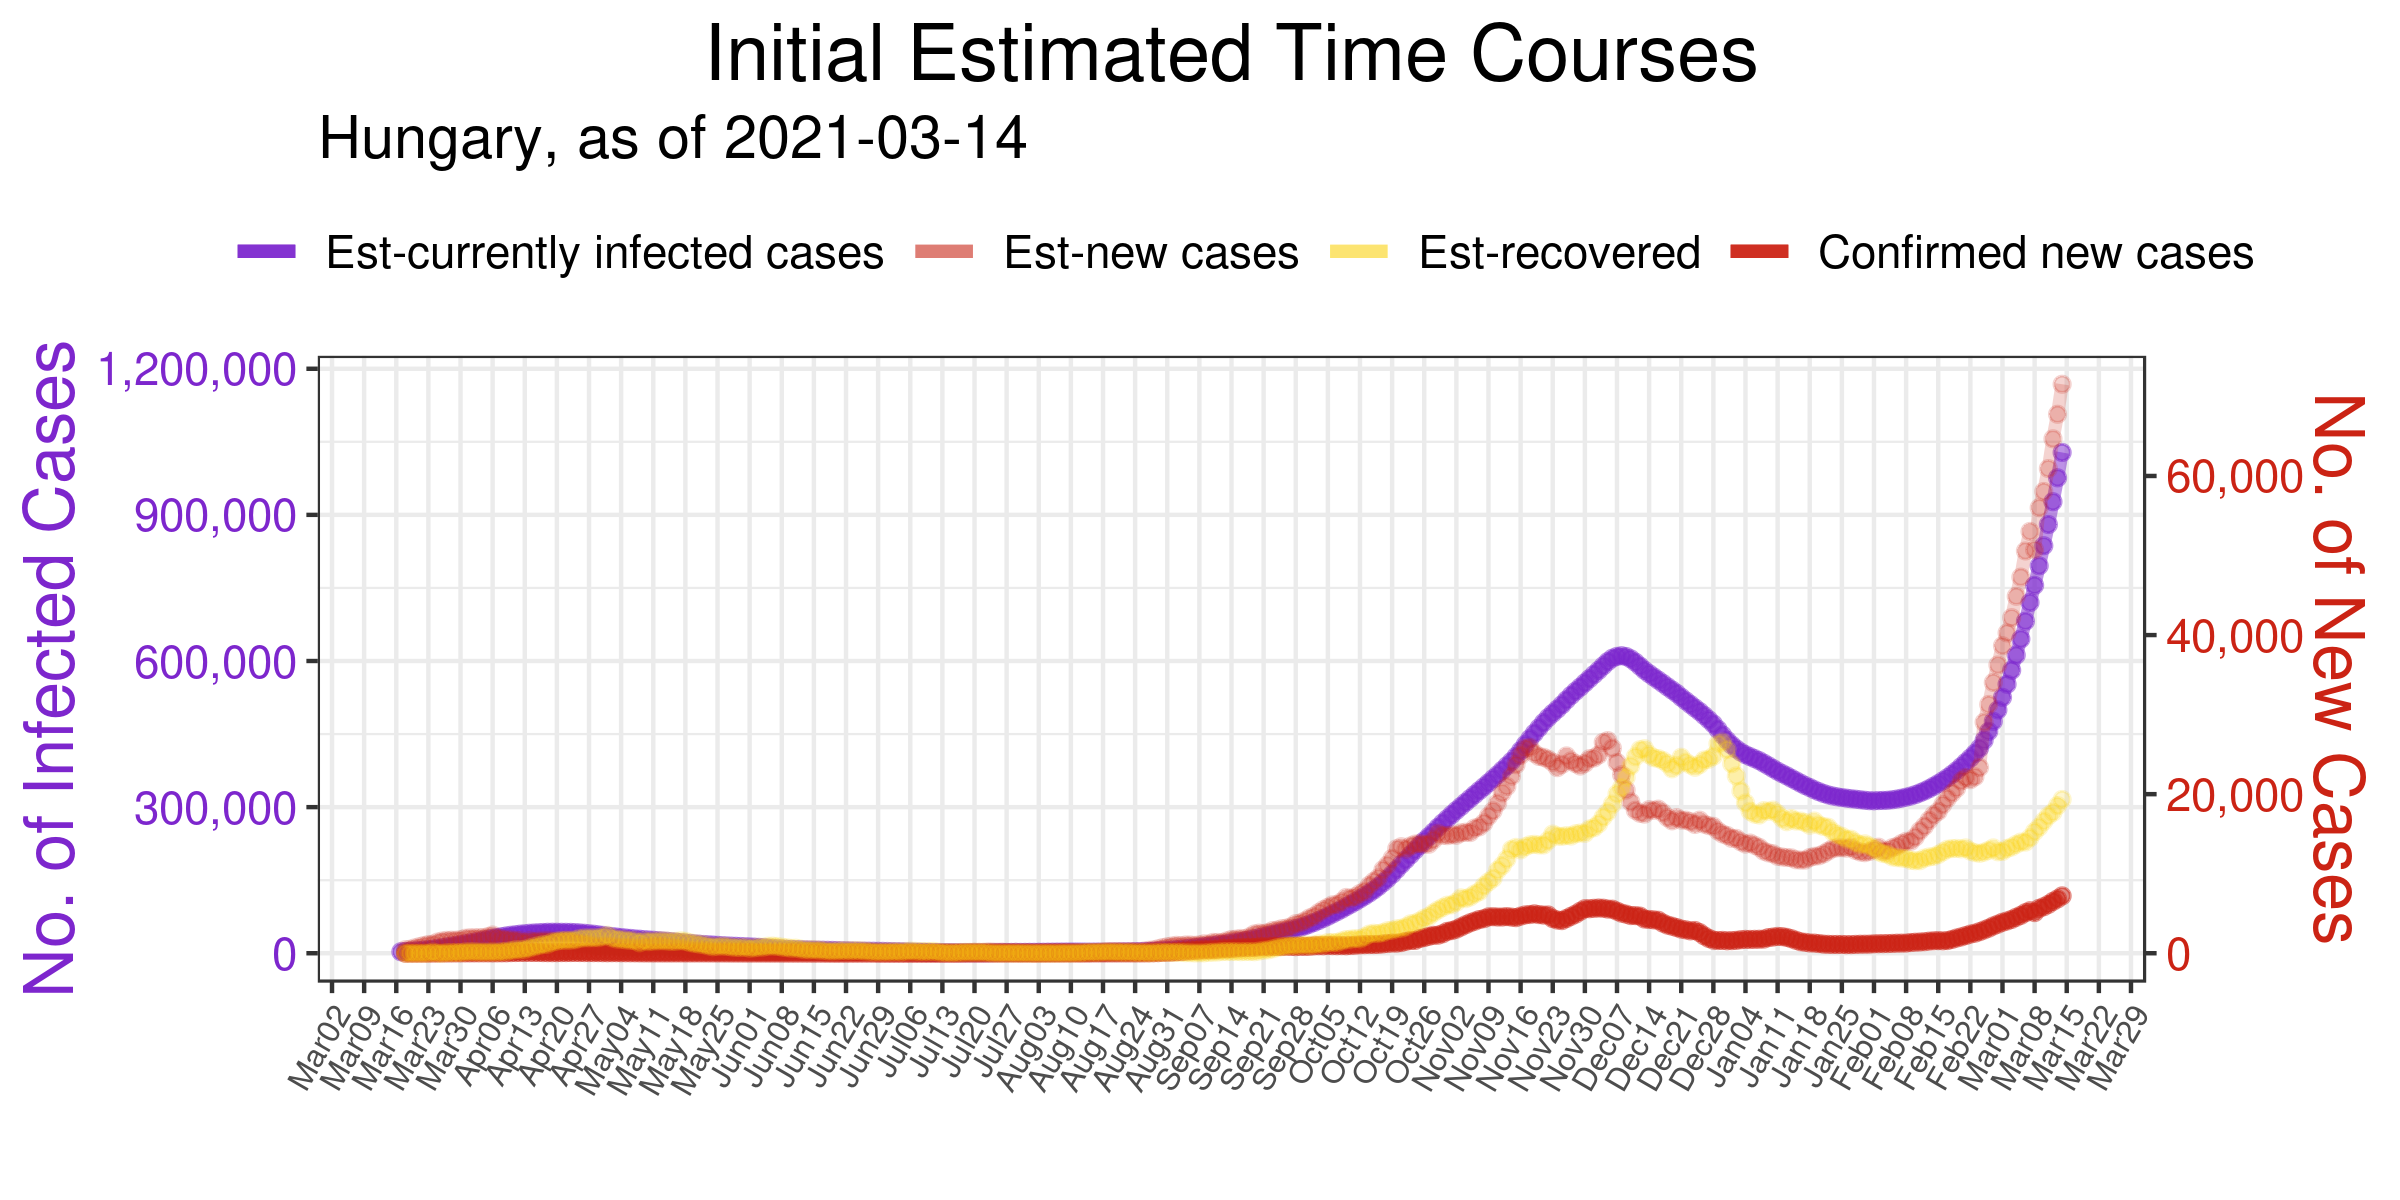 Initial Estimated Time Courses
Hungary, as of 2021-03-14
Est-currently infected cases Est-new cases Est-recovered Confirmed new cases
No. of Infected Cases
1,200,000
900,000
600,000
300,000
0
60,000
40,000
20,000
0
No. of New Cases
Mar02 Mar09 Mar16 Mar23 Mar30 Apr06 Apr13 Apr20 Apr27 May04 May11 May18 May25 Jun01 Jun08 Jun15 Jun22 Jun29 Jul06 Jul13 Jul20 Jul27 Aug03 Aug10 Aug17 Aug24 Aug31 Sep07 Sep14 Sep21 Sep28 Oct05 Oct12 Oct19 Oct26 Nov02 Nov09 Nov16 Nov23 Nov30 Dec07 Dec14 Dec21 Dec28 Jan04 Jan11 Jan18 Jan25 Feb01 Feb08 Feb15 Feb22 Mar01 Mar08 Mar15 Mar22 Mar29